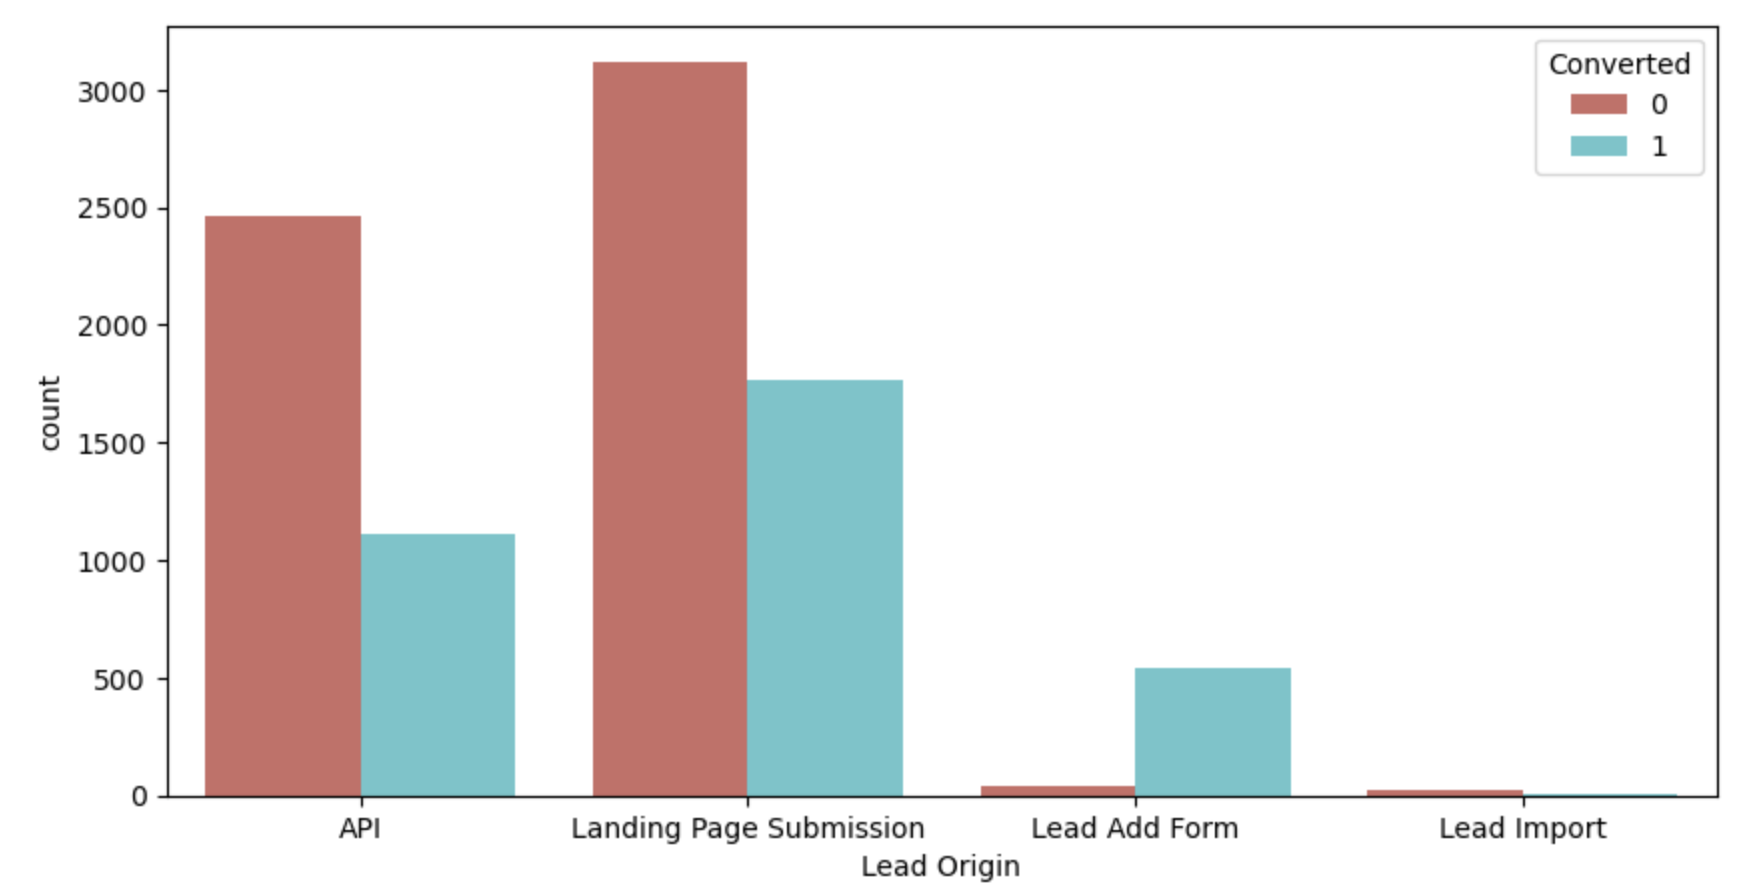 Converted
0
1
3000
2500
2000
1500
1000
500
0
count
API
Landing Page Submission
Lead Add Form
Lead Import
Lead Origin